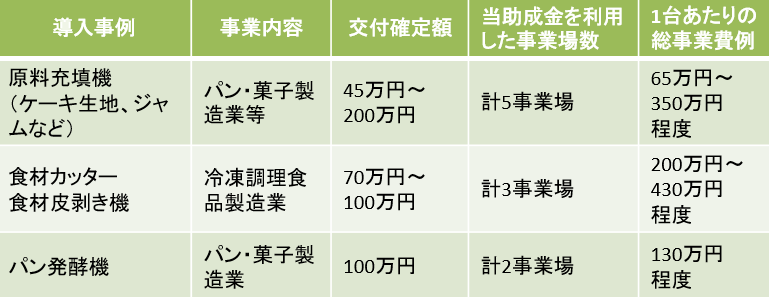 導入事例
事業内容
交付確定額
当助成金を利用
した事業場数
1台あたりの
総事業費例
原料充填機
（ケーキ生地、ジャ
ムなど）
パン・菓子製
造業等
45万円～
200万円
計5事業場
65万円～
350万円
程度
食材カッター
食材皮剥き機
冷凍調理食
品製造業
70万円～
100万円
計3事業場
200万円～
430万円
程度
パン発酵機
パン・菓子製
造業
100万円
計2事業場
130万円
程度